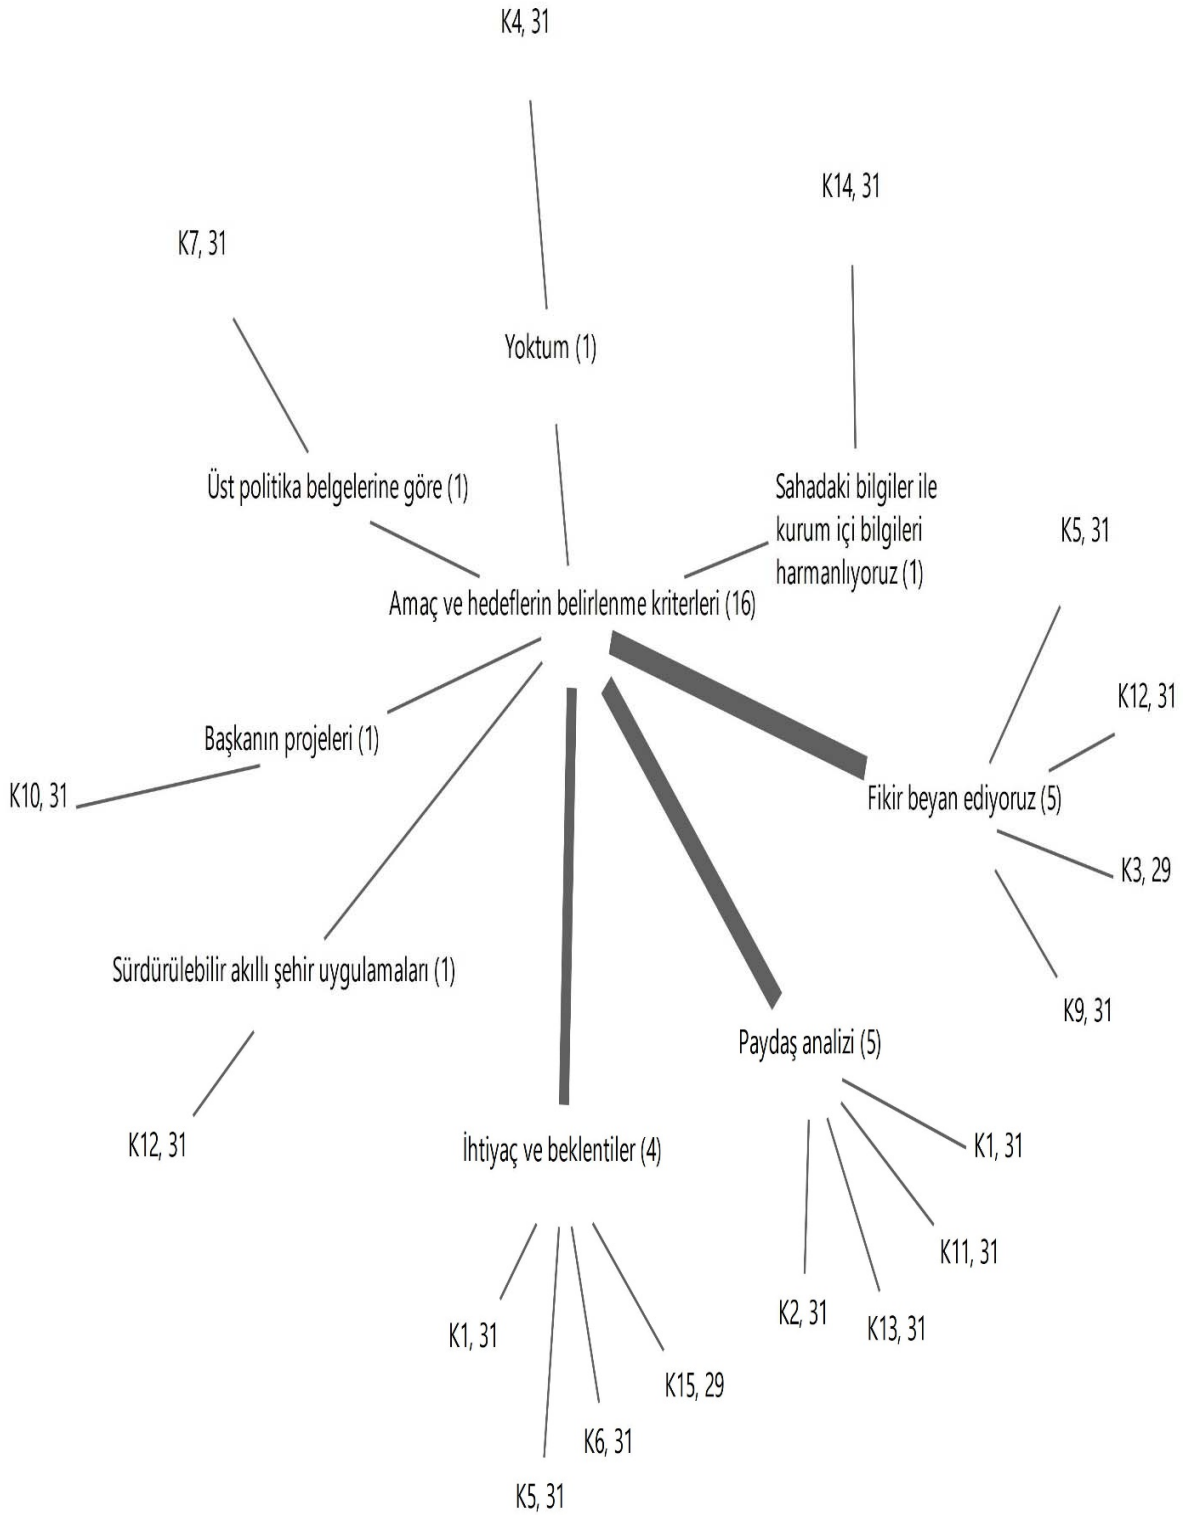 K4, 31
K14, 31
K7, 31
Yoktum (1)
Üst politika belgelerine göre (1)
Sahadaki bilgiler ile
kurum içi bilgileri
harmanlıyoruz (1)
K5, 31
Amaç ve hedeflerin belirlenme kriterleri (16)
K12, 31
Başkanın projeleri (1)
K10, 31
Fikir beyan ediyoruz (5)
K3, 29
Sürdürülebilir akıllı şehir uygulamaları (1)
K9, 31
Paydaş analizi (5)
K12, 31
İhtiyaç ve beklentiler (4)
K1, 31
K11, 31
K2, 31
K13, 31
K1, 31
K15, 29
K6, 31
K5, 31